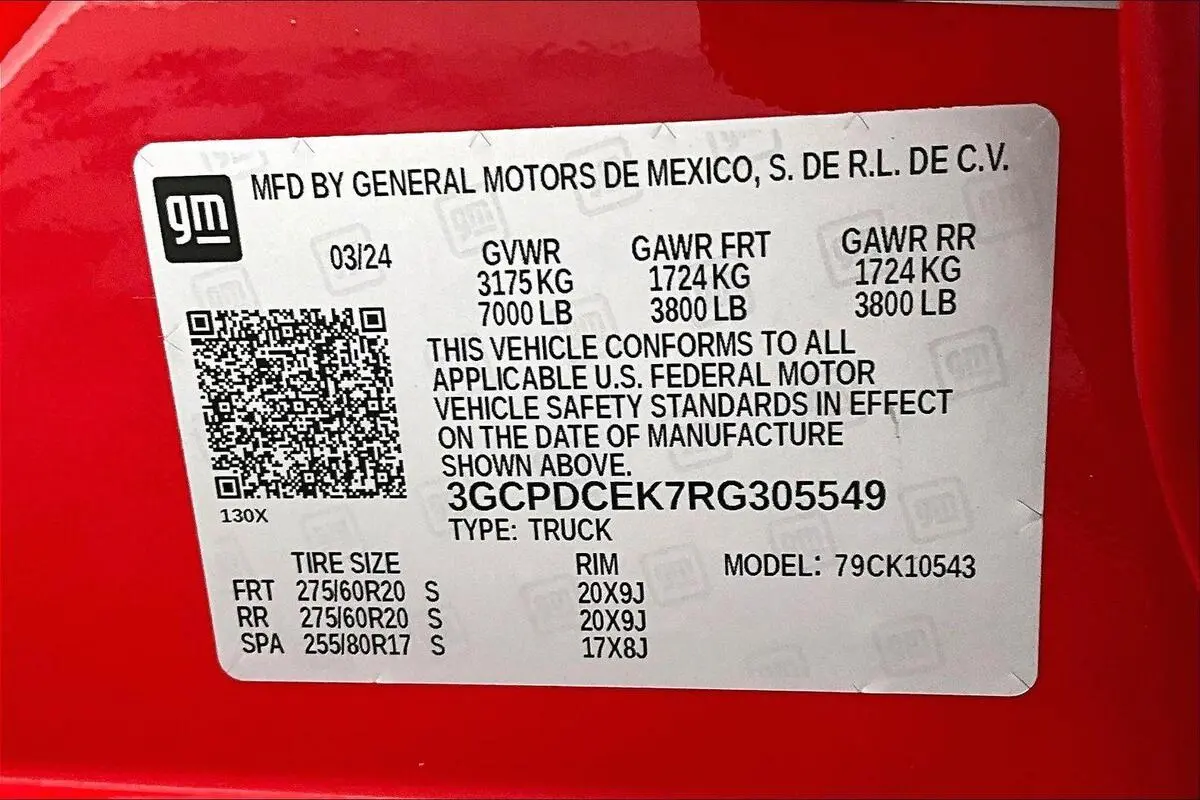 gm
MFD BY GENERAL MOTORS DE MEXICO, S. DE R.L. DE C.V.
03/24 GVWR GAWR FRT GAWR RR
3175 KG 1724 KG 1724 KG
7000 LB 3800 LB 3800 LB
THIS VEHICLE CONFORMS TO ALL
APPLICABLE U.S. FEDERAL MOTOR
VEHICLE SAFETY STANDARDS IN EFFECT
ON THE DATE OF MANUFACTURE
SHOWN ABOVE.
3GCPDCEK7RG305549
130X
TYPE: TRUCK
TIRE SIZE RIM MODEL: 79CK10543
FRT 275/60R20 S 20X9J
RR 275/60R20 S 20X9J
SPA 255/80R17 S 17X8J